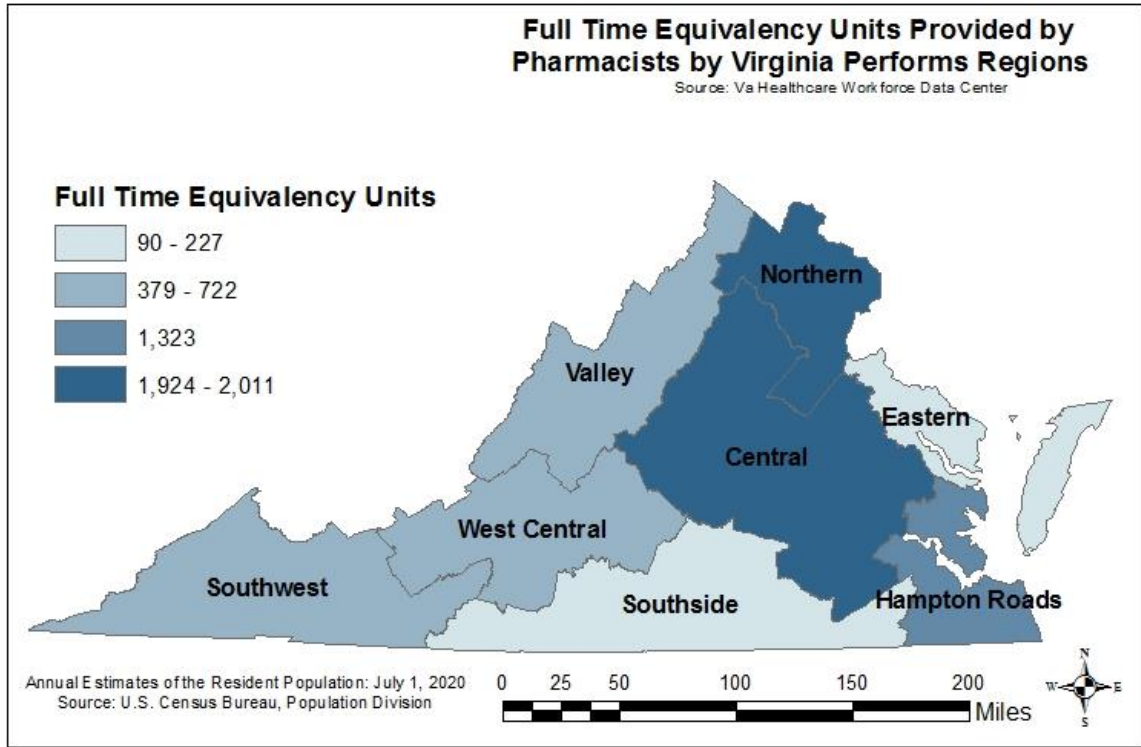 Full Time Equivalency Units Provided by
Pharmacists by Virginia Performs Regions
Source: Va Healthcare Workforce Data Center
Full Time Equivalency Units
90 - 227
379 - 722
1,323
1,924 - 2,011
Northern
Valley
Eastern
Central
West Central
Southwest
Southside
Hampton Roads
Annual Estimates of the Resident Population: July 1, 2020
Source: U.S. Census Bureau, Population Division
0 25 50 100 150 200
Miles
N
W E
S